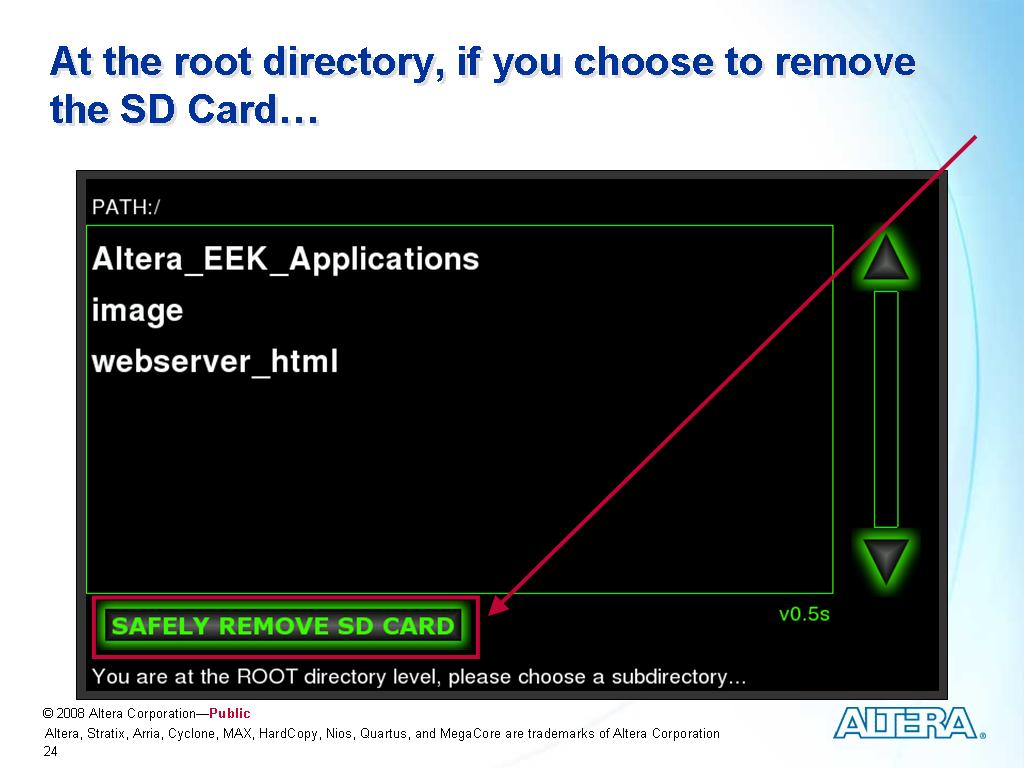 At the root directory, if you choose to remove
the SD Card…
PATH:/
Altera_EEK_Applications
image
webserver_html
SAFELY REMOVE SD CARD
v0.5s
You are at the ROOT directory level, please choose a subdirectory...
© 2008 Altera Corporation—Public
Altera, Stratix, Arria, Cyclone, MAX, HardCopy, Nios, Quartus, and MegaCore are trademarks of Altera Corporation
24
ALTERA®